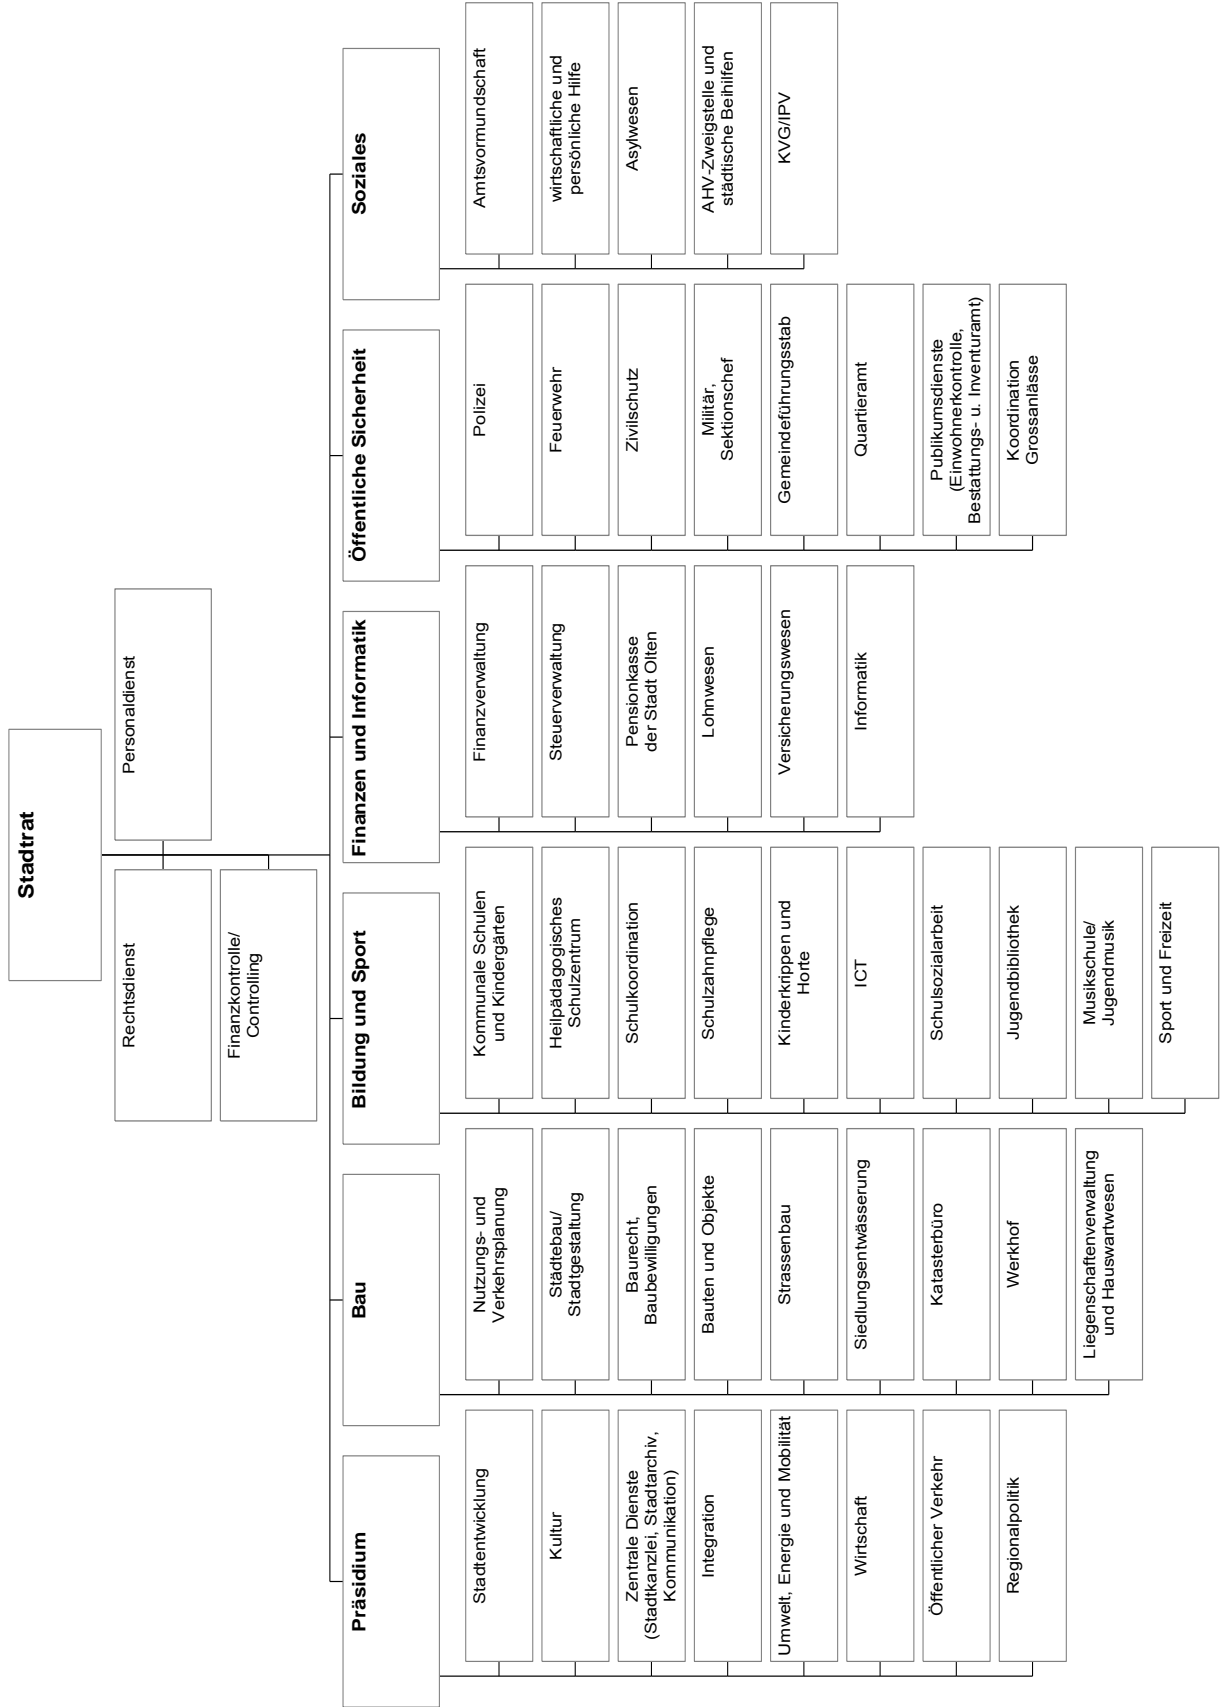 Stadtrat
Rechtsdienst
Personaldienst
Finanzkontrolle/
Controlling
Präsidium
Stadtentwicklung
Kultur
Zentrale Dienste
(Stadtkanzlei, Stadtarchiv,
Kommunikation)
Integration
Umwelt, Energie und Mobilität
Wirtschaft
Öffentlicher Verkehr
Regionalpolitik
Bau
Nutzungs- und
Verkehrsplanung
Städtebau/
Stadtgestaltung
Baurecht,
Baubewilligungen
Bauten und Objekte
Strassenbau
Siedlungsentwässerung
Katasterbüro
Werkhof
Liegenschaftenverwaltung
und Hauswartwesen
Bildung und Sport
Kommunale Schulen
und Kindergärten
Heilpädagogisches
Schulzentrum
Schulkoordination
Schulzahnpflege
Kinderkrippen und
Horte
ICT
Schulsozialarbeit
Jugendbibliothek
Musikschule/
Jugendmusik
Sport und Freizeit
Finanzen und Informatik
Finanzverwaltung
Steuerverwaltung
Pensionkasse
der Stadt Olten
Lohnwesen
Versicherungswesen
Informatik
Öffentliche Sicherheit
Polizei
Feuerwehr
Zivilschutz
Militär,
Sektionschef
Gemeindeführungsstab
Quartieramt
Publikumsdienste
(Einwohnerkontrolle,
Bestattungs- u. Inventuramt)
Koordination
Grossanlässe
Soziales
Amtsvormundschaft
wirtschaftliche und
persönliche Hilfe
Asylwesen
AHV-Zweigstelle und
städtische Beihilfen
KVG/IPV